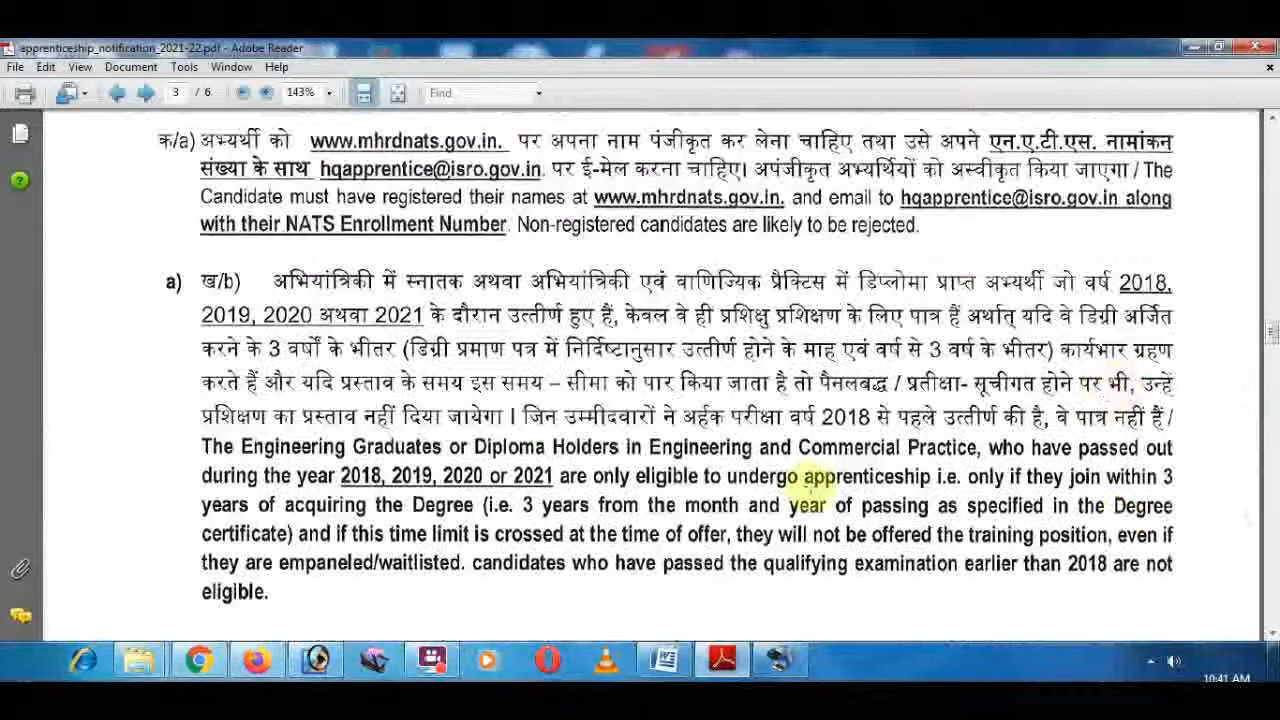 apprenticeship_notification_2021-22.pdf - Adobe Reader
File Edit View Document Tools Window Help
3 / 6 143% Find
क/a) अभ्यर्थी को www.mhrdnats.gov.in. पर अपना नाम पंजीकृत कर लेना चाहिए तथा उसे अपने एन.ए.टी.एस. नामांकन
संख्या के साथ hqapprentice@isro.gov.in. पर ई-मेल करना चाहिए। अपंजीकृत अभ्यर्थियों को अस्वीकृत किया जाएगा / The
Candidate must have registered their names at www.mhrdnats.gov.in. and email to hqapprentice@isro.gov.in along
with their NATS Enrollment Number. Non-registered candidates are likely to be rejected.
a) ख/b) अभियांत्रिकी में स्नातक अथवा अभियांत्रिकी एवं वाणिज्यिक प्रैक्टिस में डिप्लोमा प्राप्त अभ्यर्थी जो वर्ष 2018,
2019, 2020 अथवा 2021 के दौरान उत्तीर्ण हुए हैं, केवल वे ही प्रशिक्षु प्रशिक्षण के लिए पात्र हैं अर्थात् यदि वे डिग्री अर्जित
करने के 3 वर्षों के भीतर (डिग्री प्रमाण पत्र में निर्दिष्टानुसार उत्तीर्ण होने के माह एवं वर्ष से 3 वर्ष के भीतर) कार्यभार ग्रहण
करते हैं और यदि प्रस्ताव के समय इस समय – सीमा को पार किया जाता है तो पैनलबद्ध / प्रतीक्षा- सूचीगत होने पर भी, उन्हें
प्रशिक्षण का प्रस्ताव नहीं दिया जायेगा । जिन उम्मीदवारों ने अर्हक परीक्षा वर्ष 2018 से पहले उत्तीर्ण की है, वे पात्र नहीं हैं /
The Engineering Graduates or Diploma Holders in Engineering and Commercial Practice, who have passed out
during the year 2018, 2019, 2020 or 2021 are only eligible to undergo apprenticeship i.e. only if they join within 3
years of acquiring the Degree (i.e. 3 years from the month and year of passing as specified in the Degree
certificate) and if this time limit is crossed at the time of offer, they will not be offered the training position, even if
they are empaneled/waitlisted. candidates who have passed the qualifying examination earlier than 2018 are not
eligible.
10:41 AM